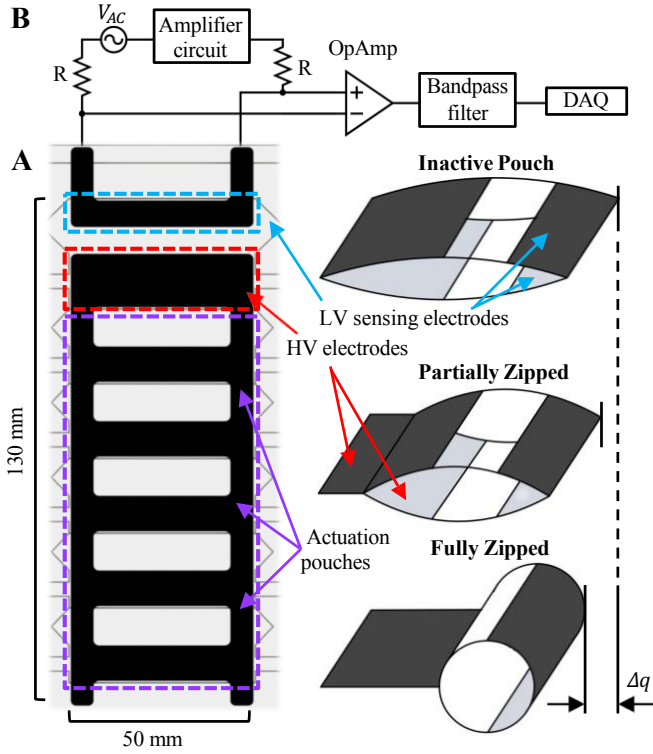 B
V_AC
Amplifier
circuit
R
R
OpAmp
+
−
Bandpass
filter
DAQ
A
Inactive Pouch
LV sensing electrodes
HV electrodes
Partially Zipped
130 mm
Actuation
pouches
Fully Zipped
Δq
50 mm